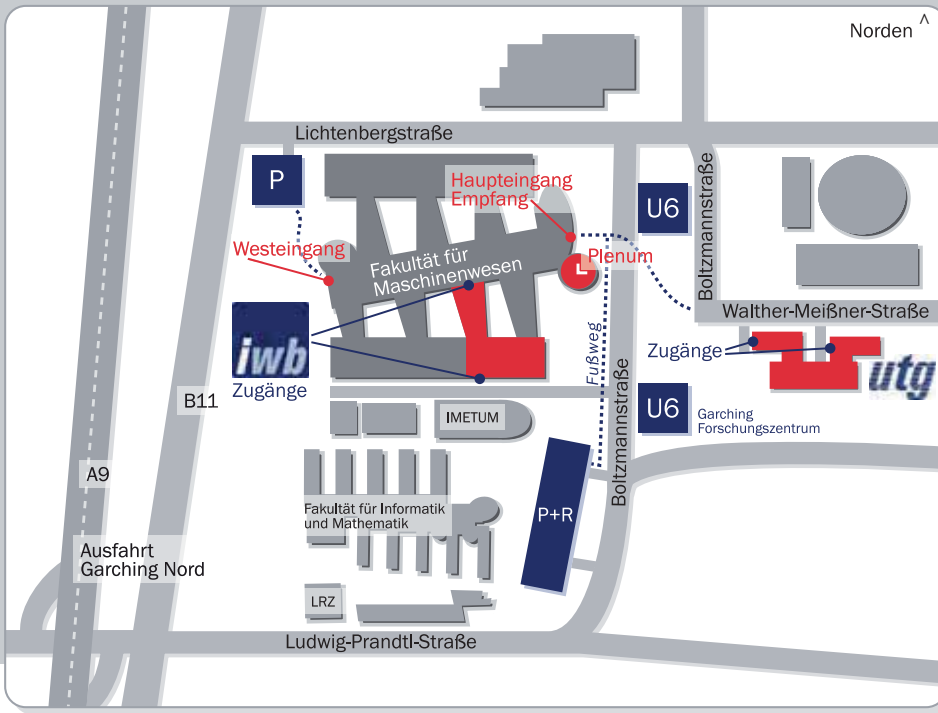 Norden ^
Lichtenbergstraße
P
Haupteingang
Empfang
U6
Boltzmannstraße
Westeingang
Fakultät für
Maschinenwesen
Plenum
Walther-Meißner-Straße
iwb
Zugänge
Fußweg
Zugänge
utg
B11
IMETUM
Boltzmannstraße
U6
Garching
Forschungszentrum
A9
Fakultät für Informatik
und Mathematik
P+R
Ausfahrt
Garching Nord
LRZ
Ludwig-Prandtl-Straße